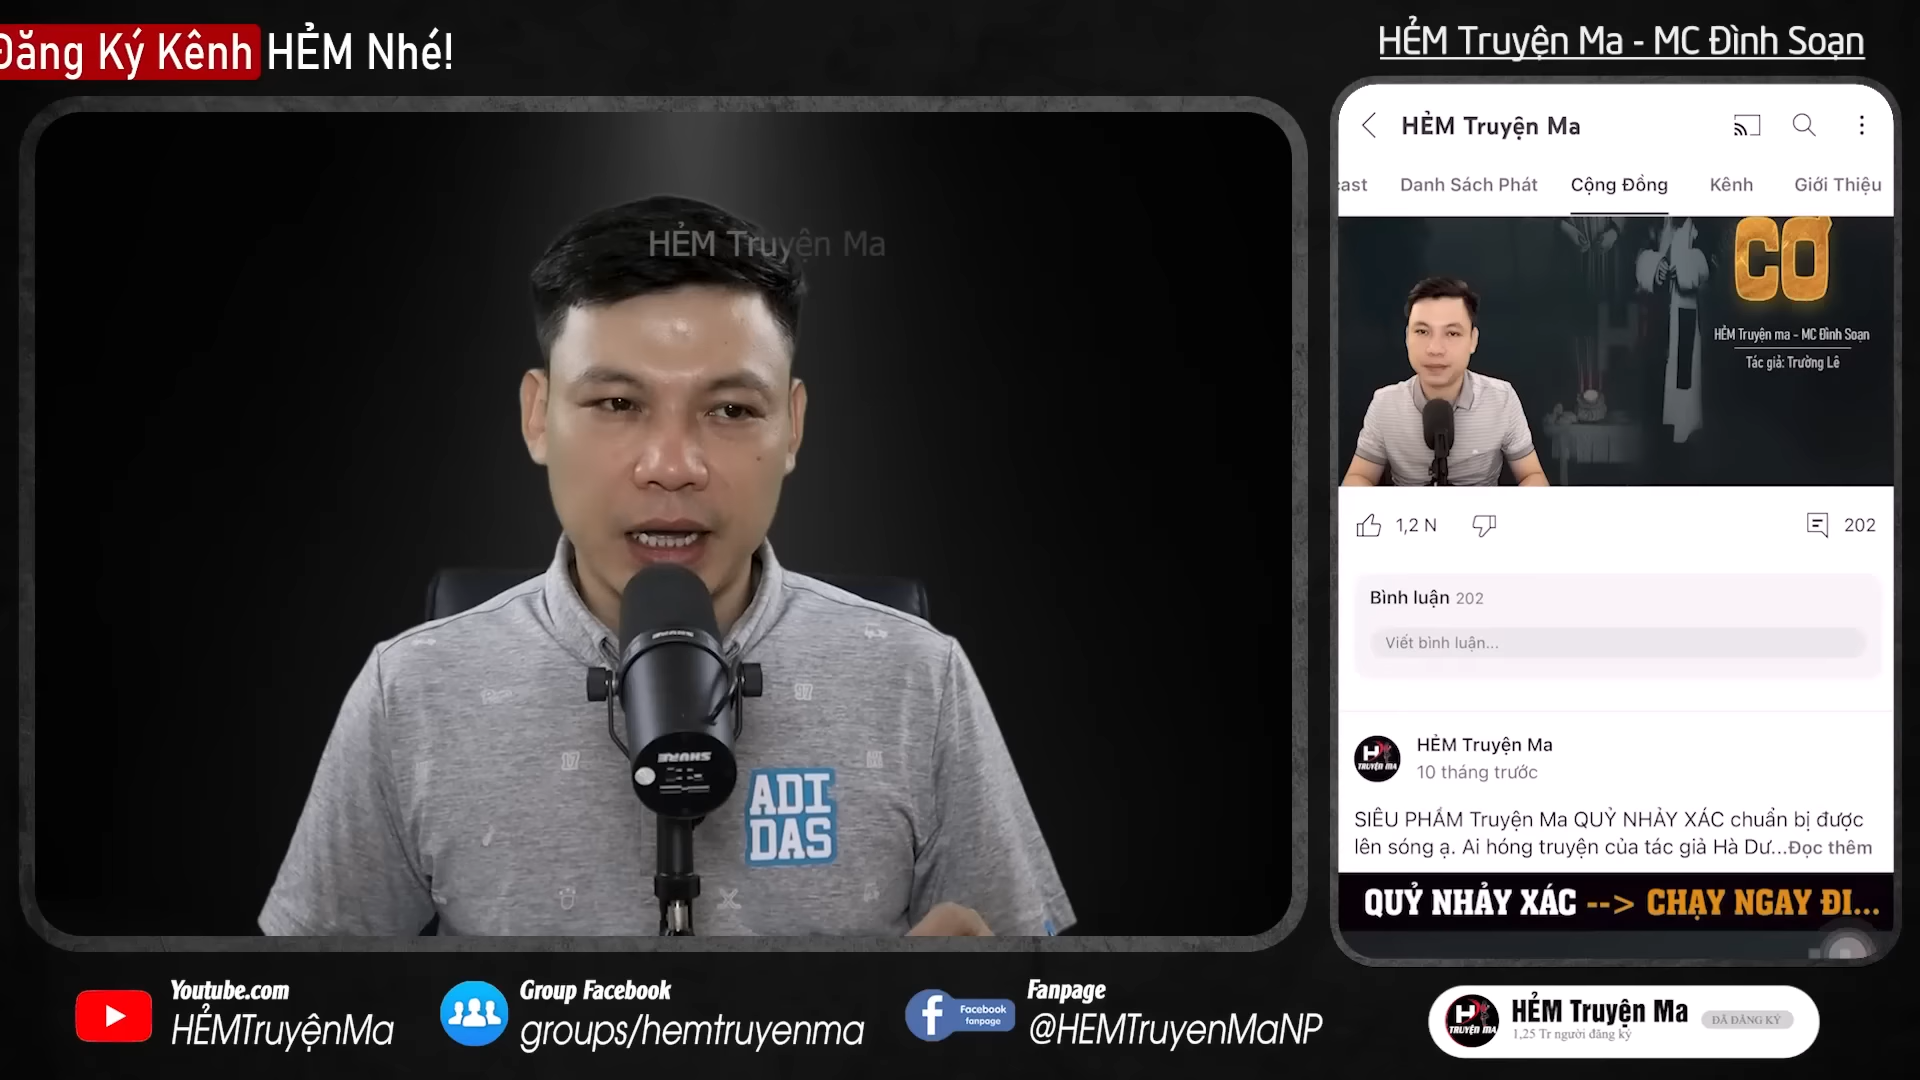 Đăng Ký Kênh HẺM Nhé!
HẺM Truyện Ma - MC Đình Soạn
HẺM Truyện Ma
HẺM Truyện Ma
cast Danh Sách Phát Cộng Đồng Kênh Giới Thiệu
CƠ
HẺM Truyện ma - MC Đình Soạn
Tác giả: Trường Lê
1,2 N 202
Bình luận 202
Viết bình luận...
HẺM Truyện Ma
10 tháng trước
SIÊU PHẨM Truyện Ma QUỶ NHẢY XÁC chuẩn bị được
lên sóng ạ. Ai hóng truyện của tác giả Hà Dư...Đọc thêm
QUỶ NHẢY XÁC --> CHẠY NGAY ĐI...
SHURE
ADI
DAS
Youtube.com
HẺMTruyệnMa
Group Facebook
groups/hemtruyenma
Facebook
fanpage
Fanpage
@HEMTruyenMaNP
H
TRUYỆN MA
HẺM Truyện Ma
1,25 Tr người đăng ký
ĐÃ ĐĂNG KÝ